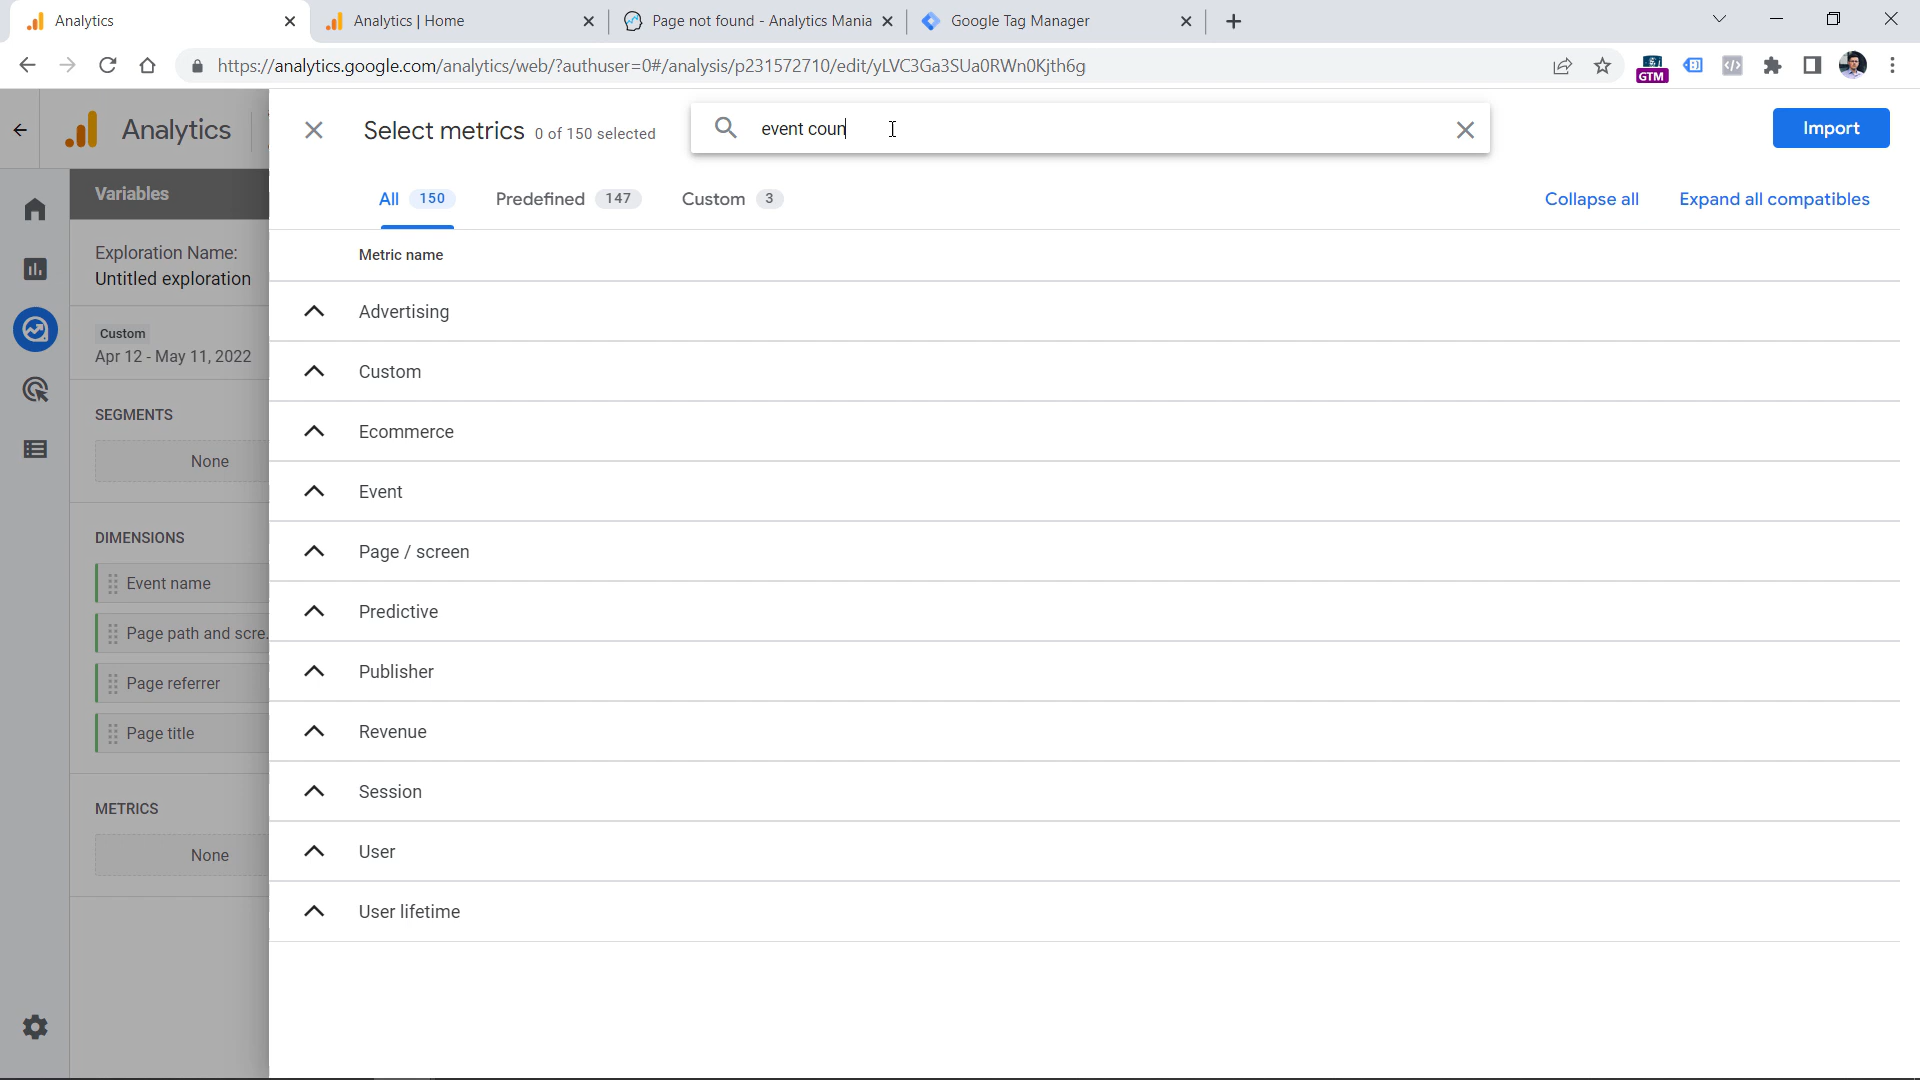 Analytics
Analytics | Home
Page not found - Analytics Mania
Google Tag Manager
https://analytics.google.com/analytics/web/?authuser=0#/analysis/p231572710/edit/yLVC3Ga3SUa0RWn0Kjth6g
GTM
Analytics
Select metrics 0 of 150 selected
event coun
Import
Variables
All 150
Predefined 147
Custom 3
Collapse all
Expand all compatibles
Exploration Name:
Untitled exploration
Metric name
Custom
Apr 12 - May 11, 2022
SEGMENTS
None
DIMENSIONS
Event name
Page path and scre...
Page referrer
Page title
METRICS
None
Advertising
Custom
Ecommerce
Event
Page / screen
Predictive
Publisher
Revenue
Session
User
User lifetime